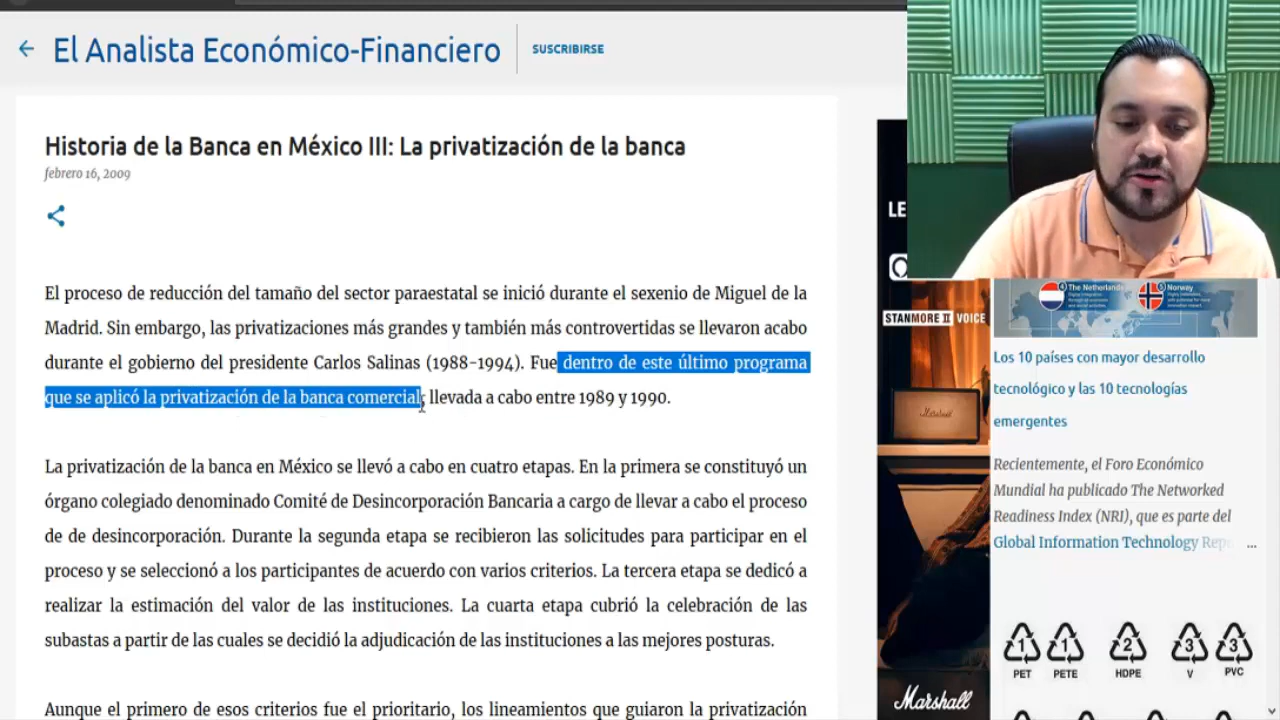 El Analista Económico-Financiero
SUSCRIBIRSE
Historia de la Banca en México III: La privatización de la banca
febrero 16, 2009
El proceso de reducción del tamaño del sector paraestatal se inició durante el sexenio de Miguel de la
Madrid. Sin embargo, las privatizaciones más grandes y también más controvertidas se llevaron acabo
durante el gobierno del presidente Carlos Salinas (1988-1994). Fue dentro de este último programa
que se aplicó la privatización de la banca comercial, llevada a cabo entre 1989 y 1990.
La privatización de la banca en México se llevó a cabo en cuatro etapas. En la primera se constituyó un
órgano colegiado denominado Comité de Desincorporación Bancaria a cargo de llevar a cabo el proceso
de de desincorporación. Durante la segunda etapa se recibieron las solicitudes para participar en el
proceso y se seleccionó a los participantes de acuerdo con varios criterios. La tercera etapa se dedicó a
realizar la estimación del valor de las instituciones. La cuarta etapa cubrió la celebración de las
subastas a partir de las cuales se decidió la adjudicación de las instituciones a las mejores posturas.
Aunque el primero de esos criterios fue el prioritario, los lineamientos que guiaron la privatización
LE
STANMORE II VOICE
Marshall
Marshall
The Netherlands
Norway
Los 10 países con mayor desarrollo
tecnológico y las 10 tecnologías
emergentes
Recientemente, el Foro Económico
Mundial ha publicado The Networked
Readiness Index (NRI), que es parte del
Global Information Technology Repo
...
1 1 2 3 3
PET PETE HDPE V PVC